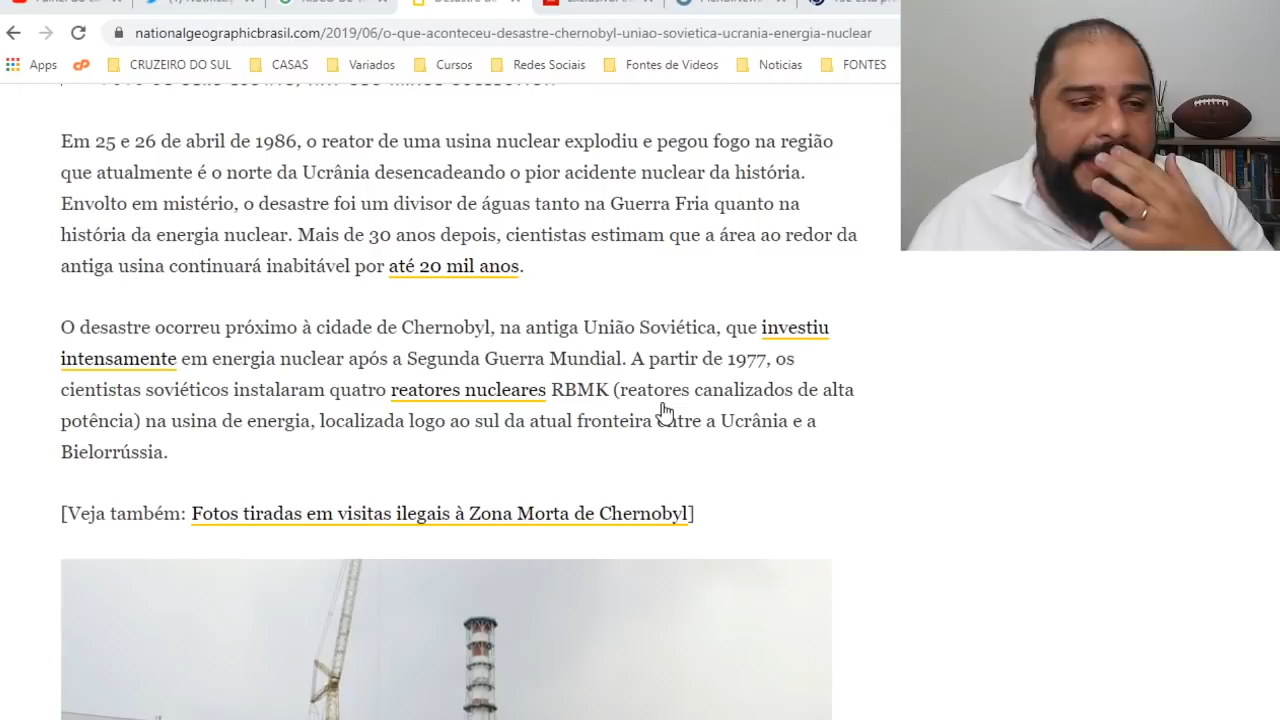 nationalgeographicbrasil.com/2019/06/o-que-aconteceu-desastre-chernobyl-uniao-sovietica-ucrania-energia-nuclear
Apps CRUZEIRO DO SUL CASAS Variados Cursos Redes Sociais Fontes de Videos Noticias FONTES
Em 25 e 26 de abril de 1986, o reator de uma usina nuclear explodiu e pegou fogo na região
que atualmente é o norte da Ucrânia desencadeando o pior acidente nuclear da história.
Envolto em mistério, o desastre foi um divisor de águas tanto na Guerra Fria quanto na
história da energia nuclear. Mais de 30 anos depois, cientistas estimam que a área ao redor da
antiga usina continuará inabitável por até 20 mil anos.
O desastre ocorreu próximo à cidade de Chernobyl, na antiga União Soviética, que investiu
intensamente em energia nuclear após a Segunda Guerra Mundial. A partir de 1977, os
cientistas soviéticos instalaram quatro reatores nucleares RBMK (reatores canalizados de alta
potência) na usina de energia, localizada logo ao sul da atual fronteira entre a Ucrânia e a
Bielorrússia.
[Veja também: Fotos tiradas em visitas ilegais à Zona Morta de Chernobyl]